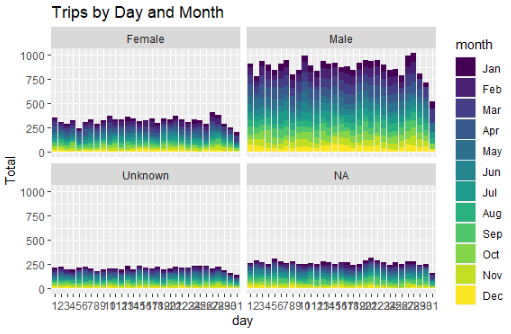 Trips by Day and Month
Female
Male
1000
750
500
250
0
Unknown
NA
1000
750
500
250
0
Total
day
month
Jan
Feb
Mar
Apr
May
Jun
Jul
Aug
Sep
Oct
Nov
Dec